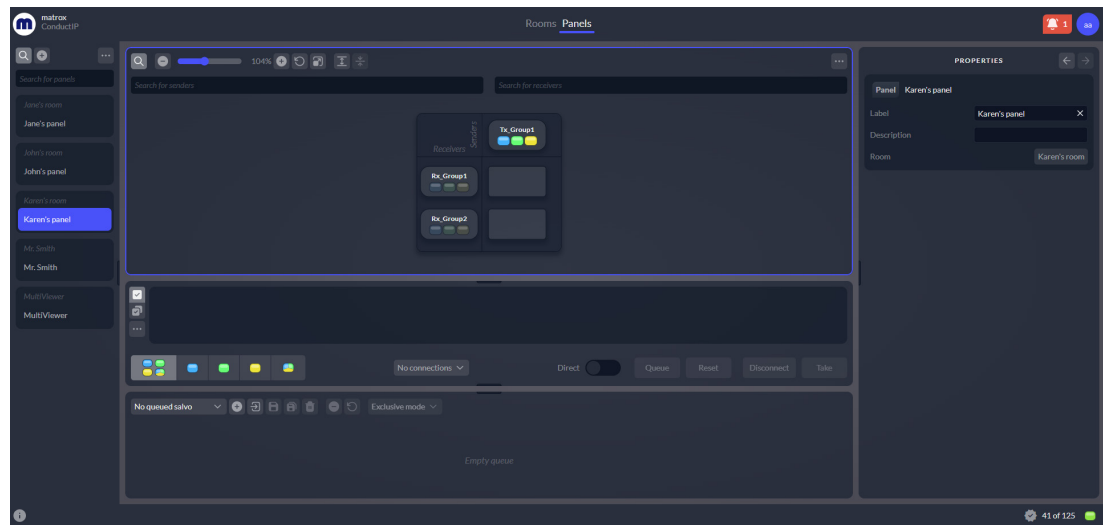 matrox
ConductIP
Rooms Panels
1
aa
Search for panels
Jane's room
Jane's panel
John's room
John's panel
Karen's room
Karen's panel
Mr. Smith
Mr. Smith
MultiViewer
MultiViewer
104%
Search for senders
Search for receivers
Senders
Receivers
Tx_Group1
Rx_Group1
Rx_Group2
No connections
Direct
Queue
Reset
Disconnect
Take
No queued salvo
Exclusive mode
Empty queue
PROPERTIES
Panel Karen's panel
Label Karen's panel
Description
Room Karen's room
41 of 125